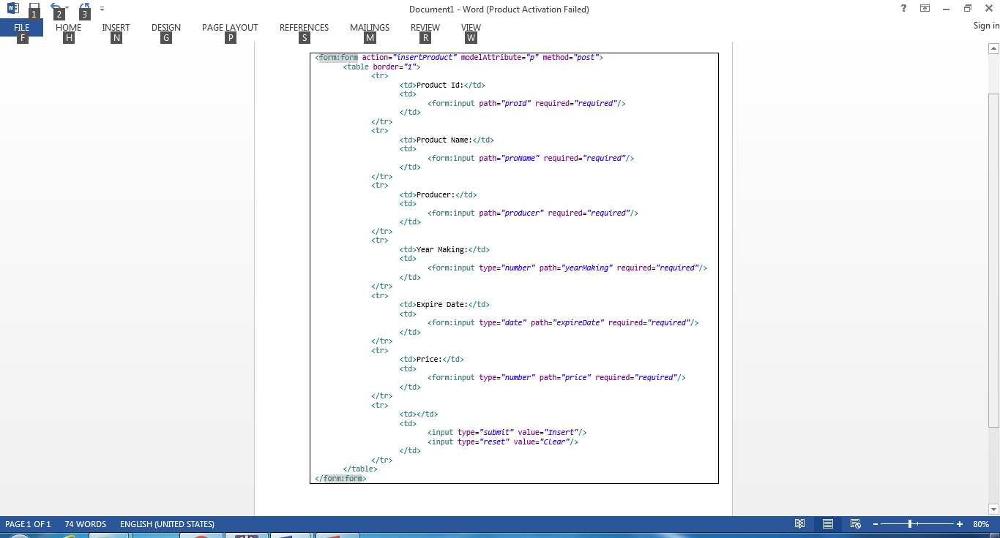 Document1 - Word (Product Activation Failed)
1 2 3
FILE HOME INSERT DESIGN PAGE LAYOUT REFERENCES MAILINGS REVIEW VIEW Sign in
F H N G P S M R W
<form:form action="insertProduct" modelAttribute="p" method="post">
<table border="1">
<tr>
<td>Product Id:</td>
<td>
<form:input path="proId" required="required"/>
</td>
</tr>
<tr>
<td>Product Name:</td>
<td>
<form:input path="proName" required="required"/>
</td>
</tr>
<tr>
<td>Producer:</td>
<td>
<form:input path="producer" required="required"/>
</td>
</tr>
<tr>
<td>Year Making:</td>
<td>
<form:input type="number" path="yearMaking" required="required"/>
</td>
</tr>
<tr>
<td>Expire Date:</td>
<td>
<form:input type="date" path="expireDate" required="required"/>
</td>
</tr>
<tr>
<td>Price:</td>
<td>
<form:input type="number" path="price" required="required"/>
</td>
</tr>
<tr>
<td></td>
<td>
<input type="submit" value="Insert"/>
<input type="reset" value="Clear"/>
</td>
</tr>
</table>
</form:form>
PAGE 1 OF 1 74 WORDS ENGLISH (UNITED STATES) 80%